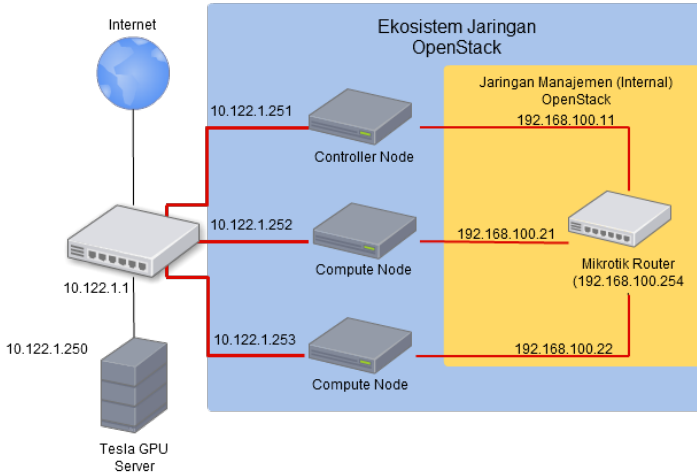 Internet
Ekosistem Jaringan
OpenStack
Jaringan Manajemen (Internal)
OpenStack
10.122.1.251
192.168.100.11
Controller Node
10.122.1.252
192.168.100.21
Compute Node
Mikrotik Router
(192.168.100.254
10.122.1.1
10.122.1.250
10.122.1.253
192.168.100.22
Compute Node
Tesla GPU
Server